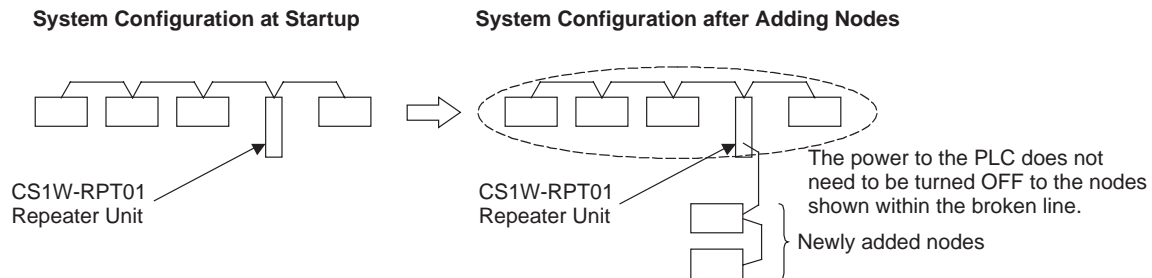 System Configuration at Startup
System Configuration after Adding Nodes
CS1W-RPT01
Repeater Unit
CS1W-RPT01
Repeater Unit
The power to the PLC does not
need to be turned OFF to the nodes
shown within the broken line.
Newly added nodes